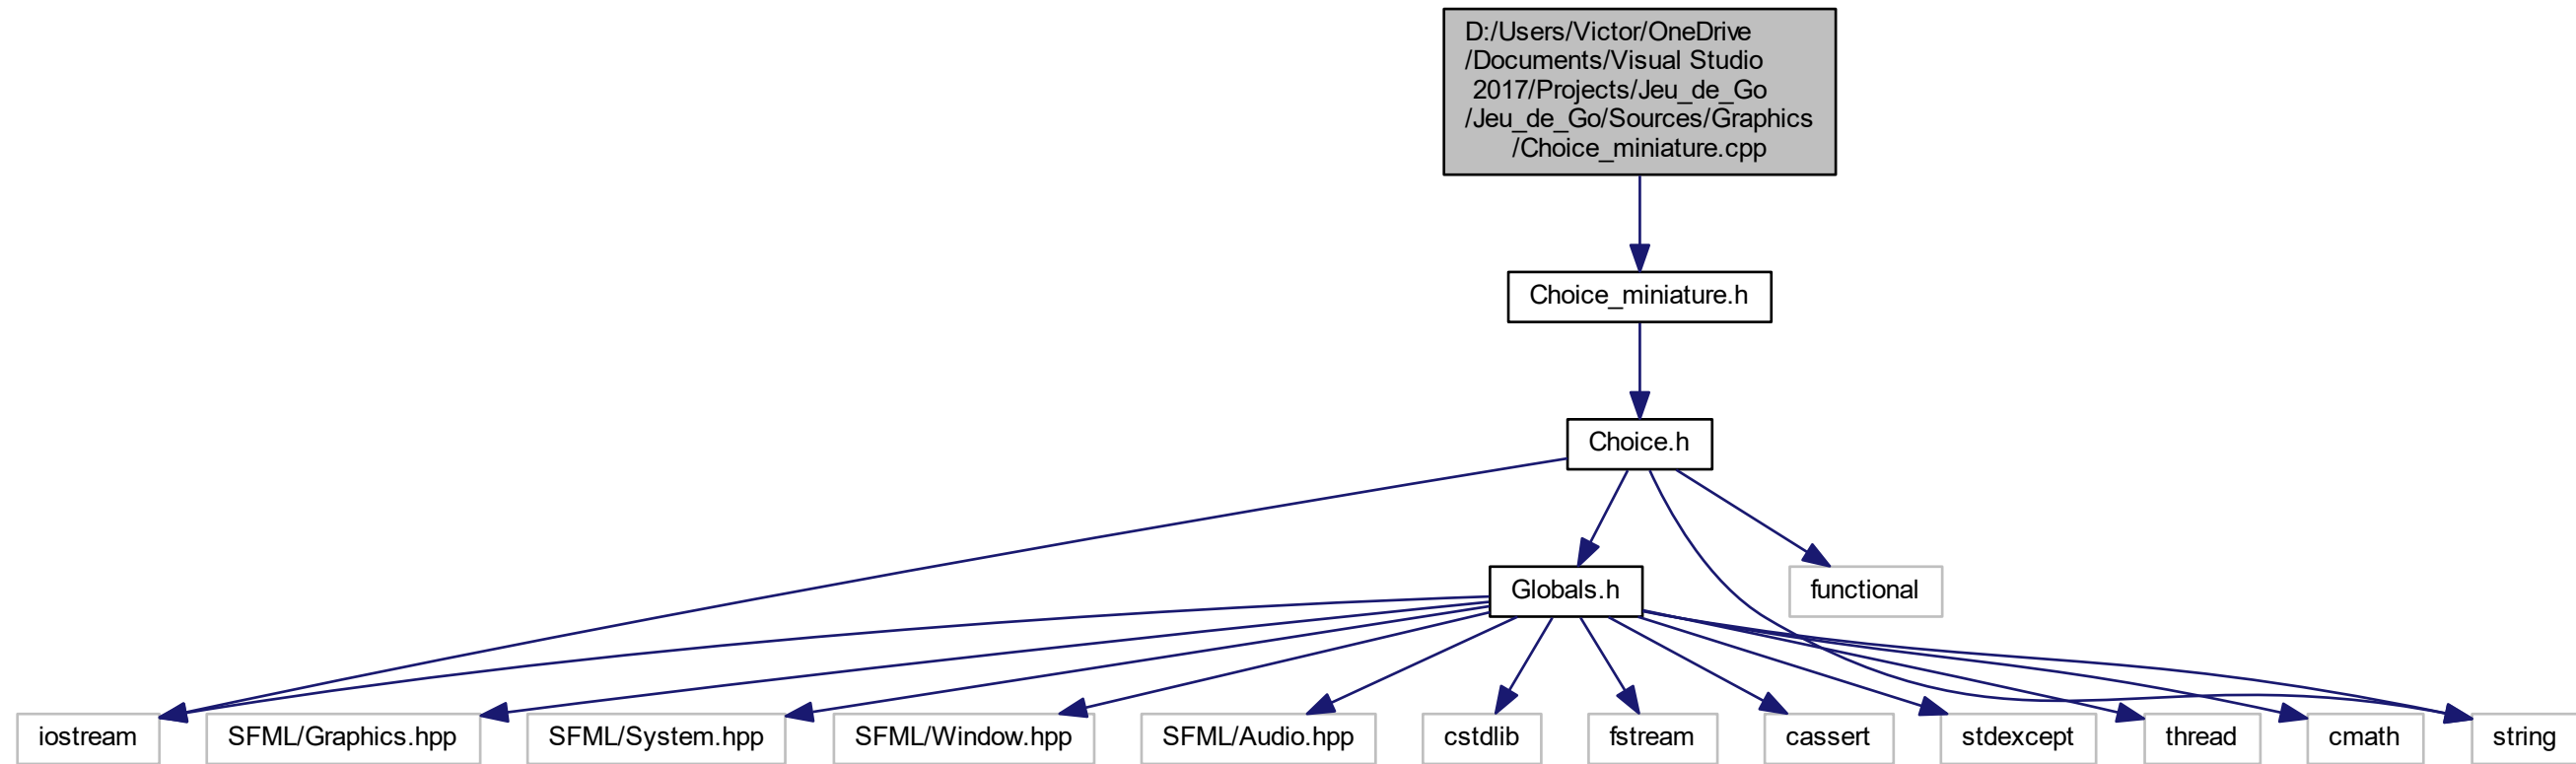 D:/Users/Victor/OneDrive
/Documents/Visual Studio
2017/Projects/Jeu_de_Go
/Jeu_de_Go/Sources/Graphics
/Choice_miniature.cpp
Choice_miniature.h
Choice.h
Globals.h
functional
iostream
SFML/Graphics.hpp
SFML/System.hpp
SFML/Window.hpp
SFML/Audio.hpp
cstdlib
fstream
cassert
stdexcept
thread
cmath
string